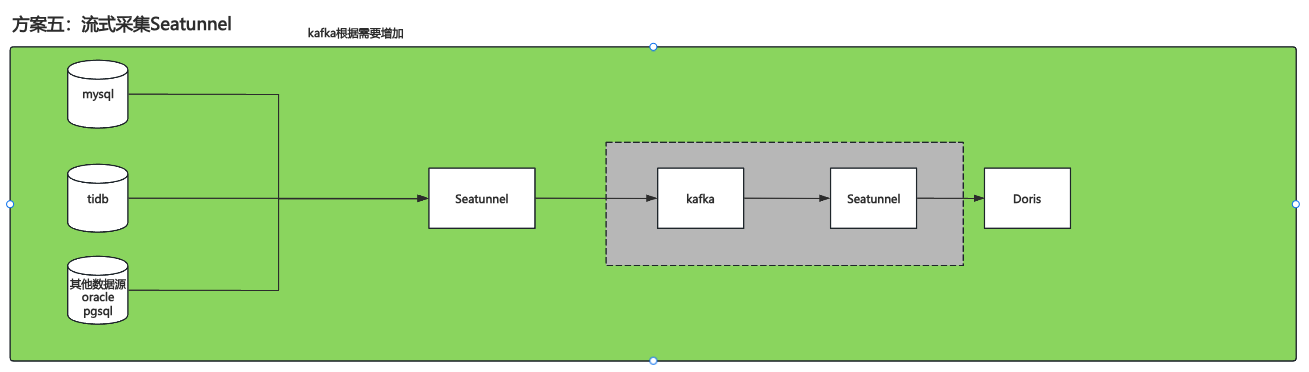 方案五：流式采集Seatunnel
kafka根据需要增加
mysql
tidb
其他数据源
oracle
pgsql
Seatunnel
kafka
Seatunnel
Doris